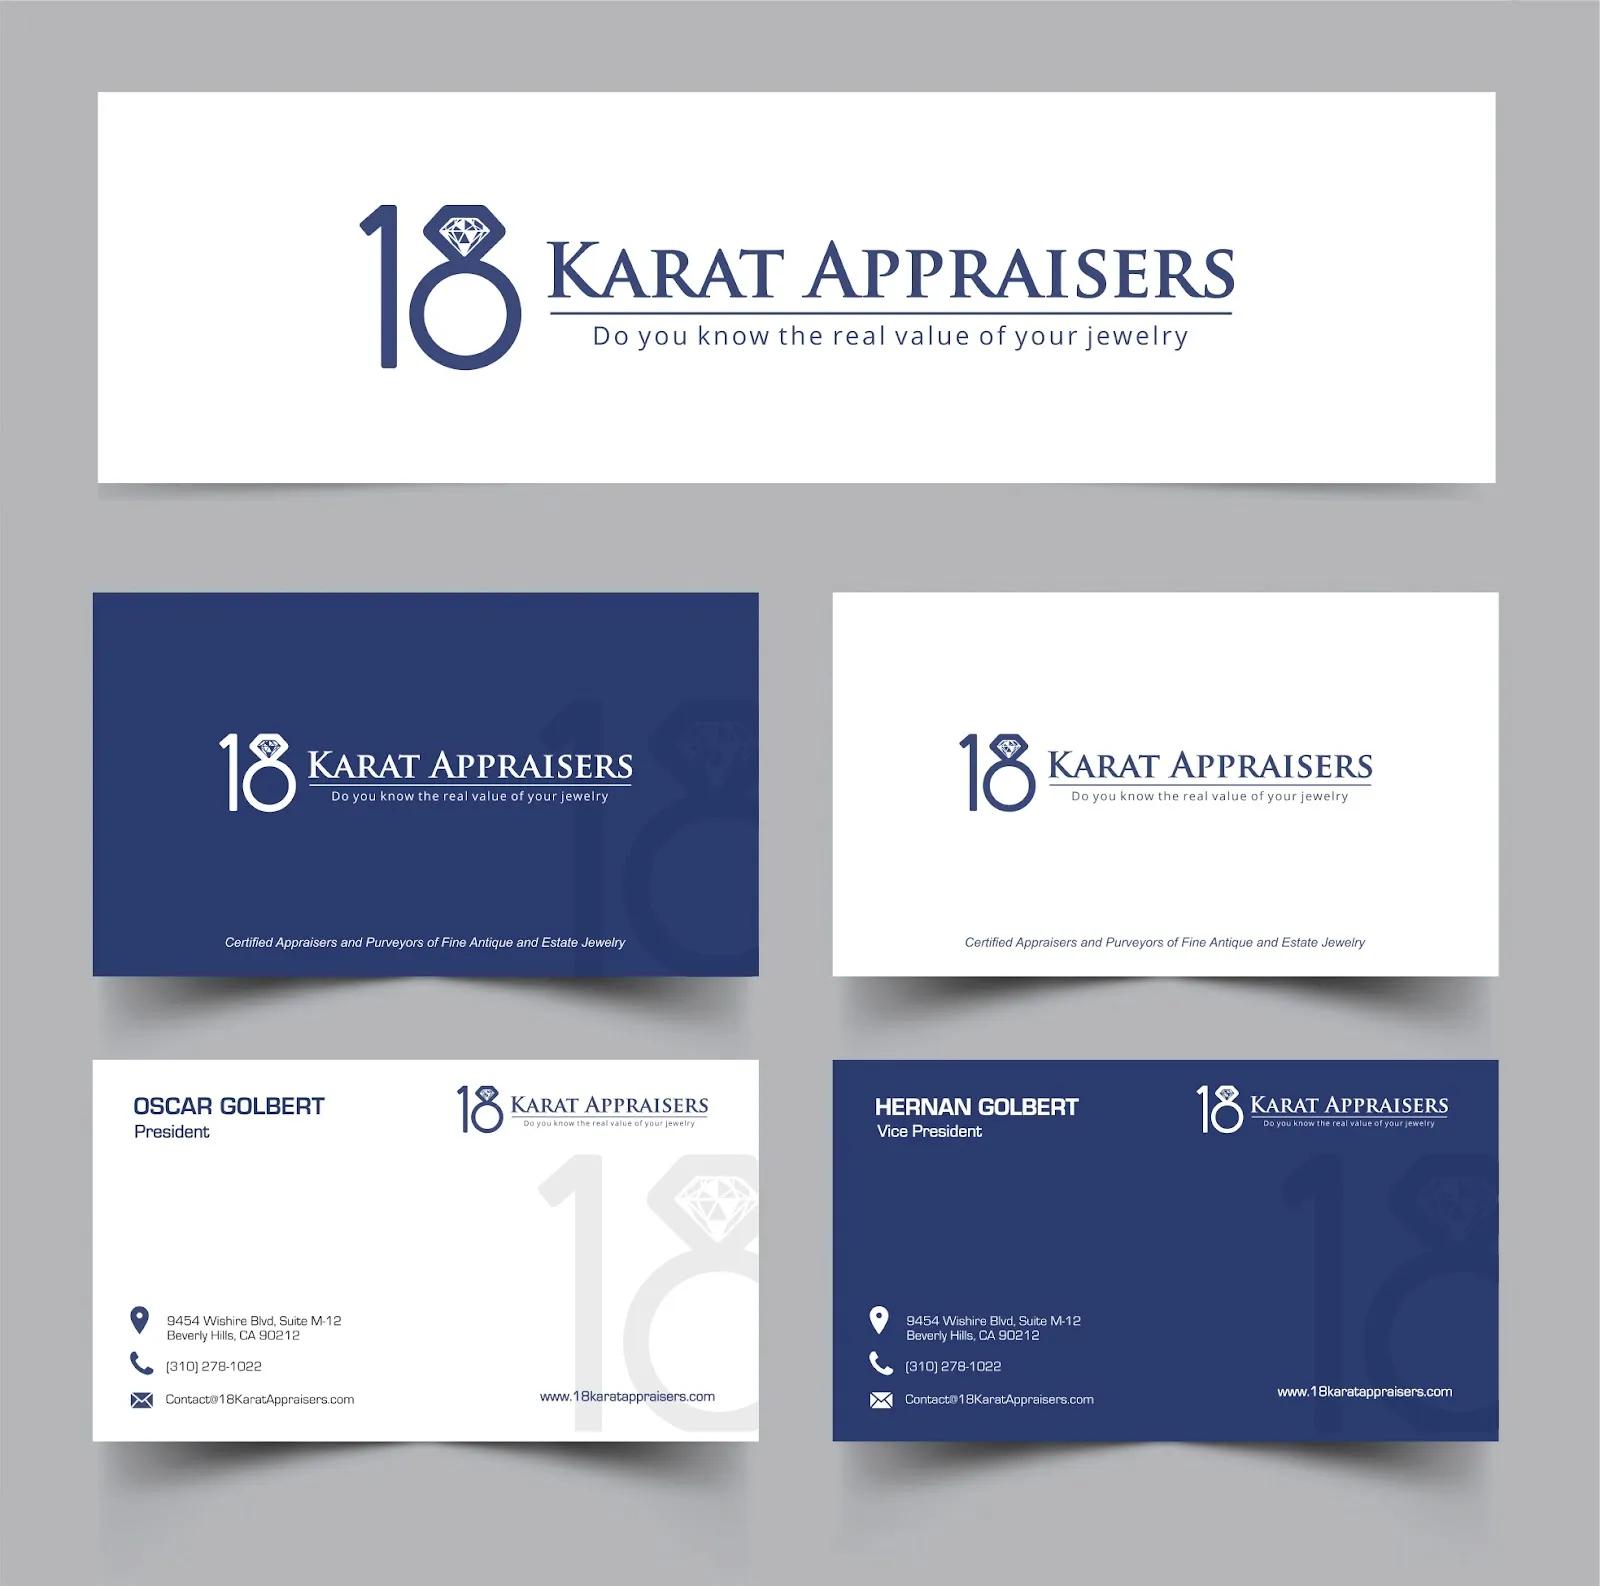 18 KARAT APPRAISERS
Do you know the real value of your jewelry
18 KARAT APPRAISERS
Do you know the real value of your jewelry
Certified Appraisers and Purveyors of Fine Antique and Estate Jewelry
18 KARAT APPRAISERS
Do you know the real value of your jewelry
Certified Appraisers and Purveyors of Fine Antique and Estate Jewelry
OSCAR GOLBERT
President
18 KARAT APPRAISERS
Do you know the real value of your jewelry
18
9454 Wishire Blvd, Suite M-12
Beverly Hills, CA 90212
(310) 278-1022
Contact@18KaratAppraisers.com
www.18karatappraisers.com
HERNAN GOLBERT
Vice President
18 KARAT APPRAISERS
Do you know the real value of your jewelry
18
9454 Wishire Blvd, Suite M-12
Beverly Hills, CA 90212
(310) 278-1022
Contact@18KaratAppraisers.com
www.18karatappraisers.com